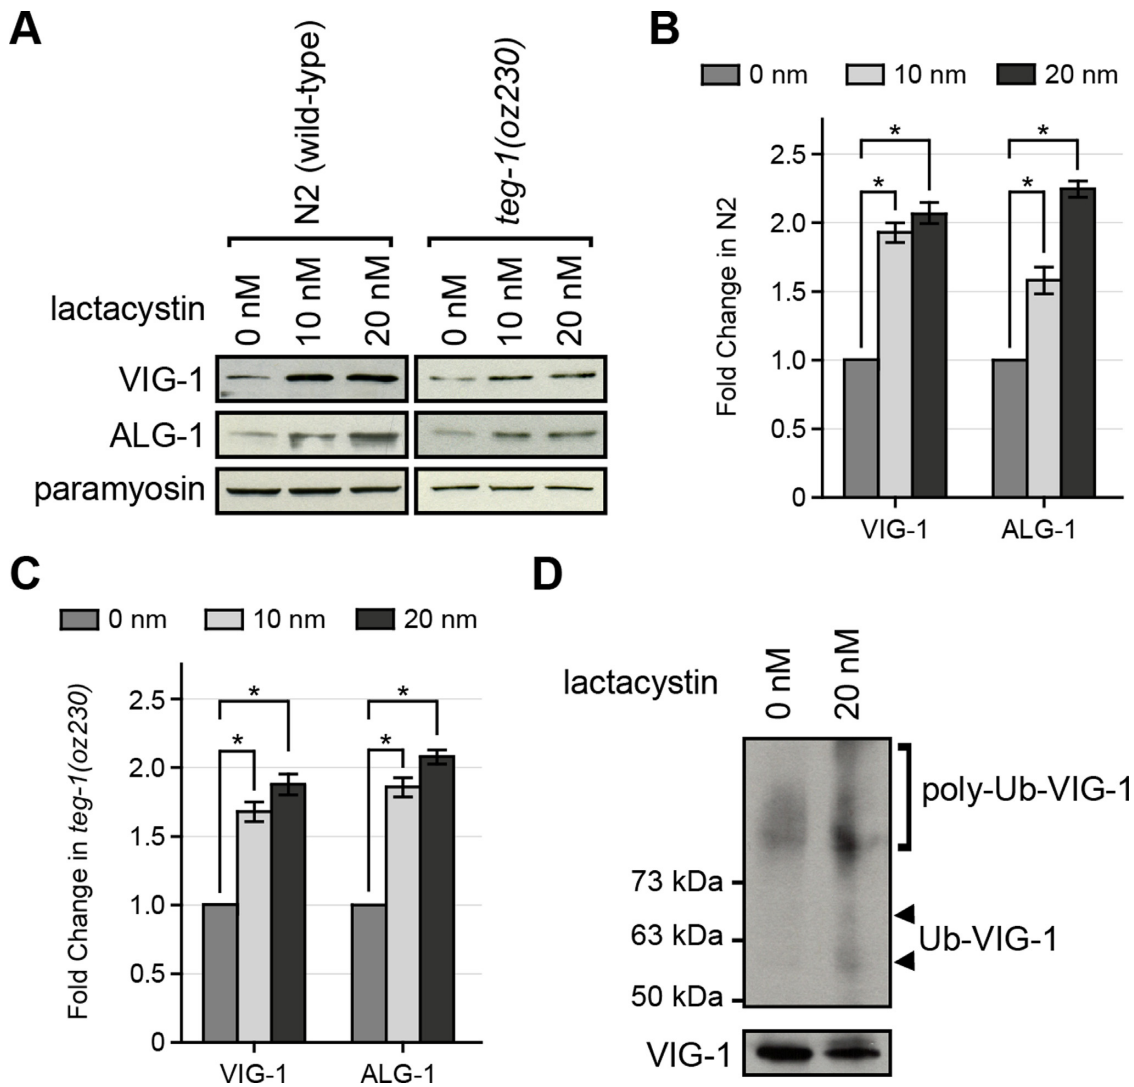 A
N2 (wild-type)
teg-1(oz230)
lactacystin
0 nM
10 nM
20 nM
0 nM
10 nM
20 nM
VIG-1
ALG-1
paramyosin
B
0 nm 10 nm 20 nm
Fold Change in N2
2.5
2.0
1.5
1.0
0.5
0
* * * *
VIG-1 ALG-1
C
0 nm 10 nm 20 nm
Fold Change in teg-1(oz230)
2.5
2.0
1.5
1.0
0.5
0
* * * *
VIG-1 ALG-1
D
lactacystin
0 nM
20 nM
poly-Ub-VIG-1
73 kDa
63 kDa
Ub-VIG-1
50 kDa
VIG-1